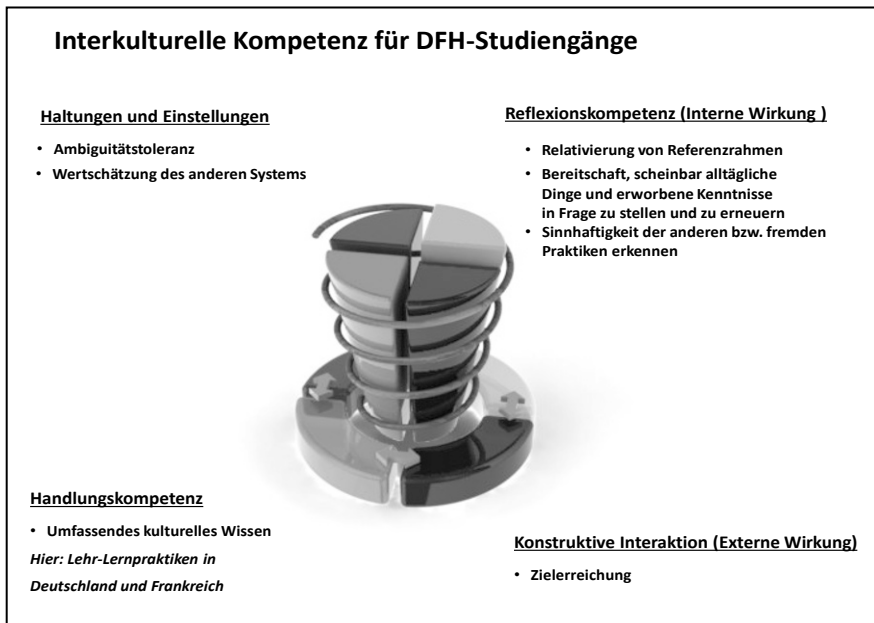 Interkulturelle Kompetenz für DFH-Studiengänge
Haltungen und Einstellungen
• Ambiguitätstoleranz
• Wertschätzung des anderen Systems
Reflexionskompetenz (Interne Wirkung )
• Relativierung von Referenzrahmen
• Bereitschaft, scheinbar alltägliche
Dinge und erworbene Kenntnisse
in Frage zu stellen und zu erneuern
• Sinnhaftigkeit der anderen bzw. fremden
Praktiken erkennen
Handlungskompetenz
• Umfassendes kulturelles Wissen
Hier: Lehr-Lernpraktiken in
Deutschland und Frankreich
Konstruktive Interaktion (Externe Wirkung)
• Zielerreichung